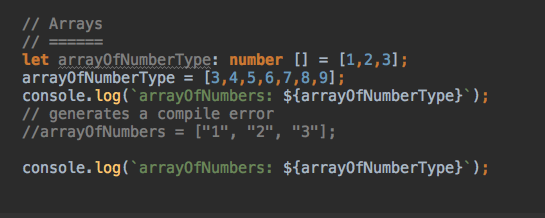 // Arrays
// ======
let arrayOfNumberType: number [] = [1,2,3];
arrayOfNumberType = [3,4,5,6,7,8,9];
console.log(`arrayOfNumbers: ${arrayOfNumberType}`);
// generates a compile error
//arrayOfNumbers = ["1", "2", "3"];
console.log(`arrayOfNumbers: ${arrayOfNumberType}`);